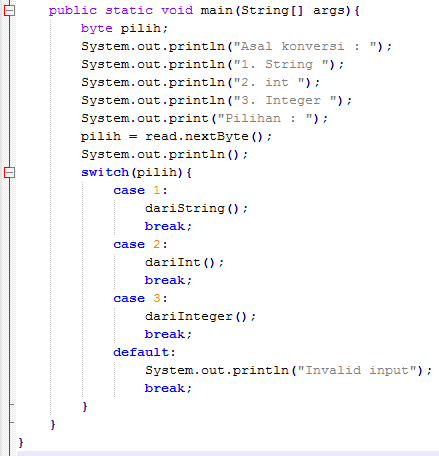 public static void main(String[] args){
byte pilih;
System.out.println("Asal konversi : ");
System.out.println("1. String ");
System.out.println("2. int ");
System.out.println("3. Integer ");
System.out.print("Pilihan : ");
pilih = read.nextByte();
System.out.println();
switch(pilih){
case 1:
dariString();
break;
case 2:
dariInt();
break;
case 3:
dariInteger();
break;
default:
System.out.println("Invalid input");
break;
}
}
}